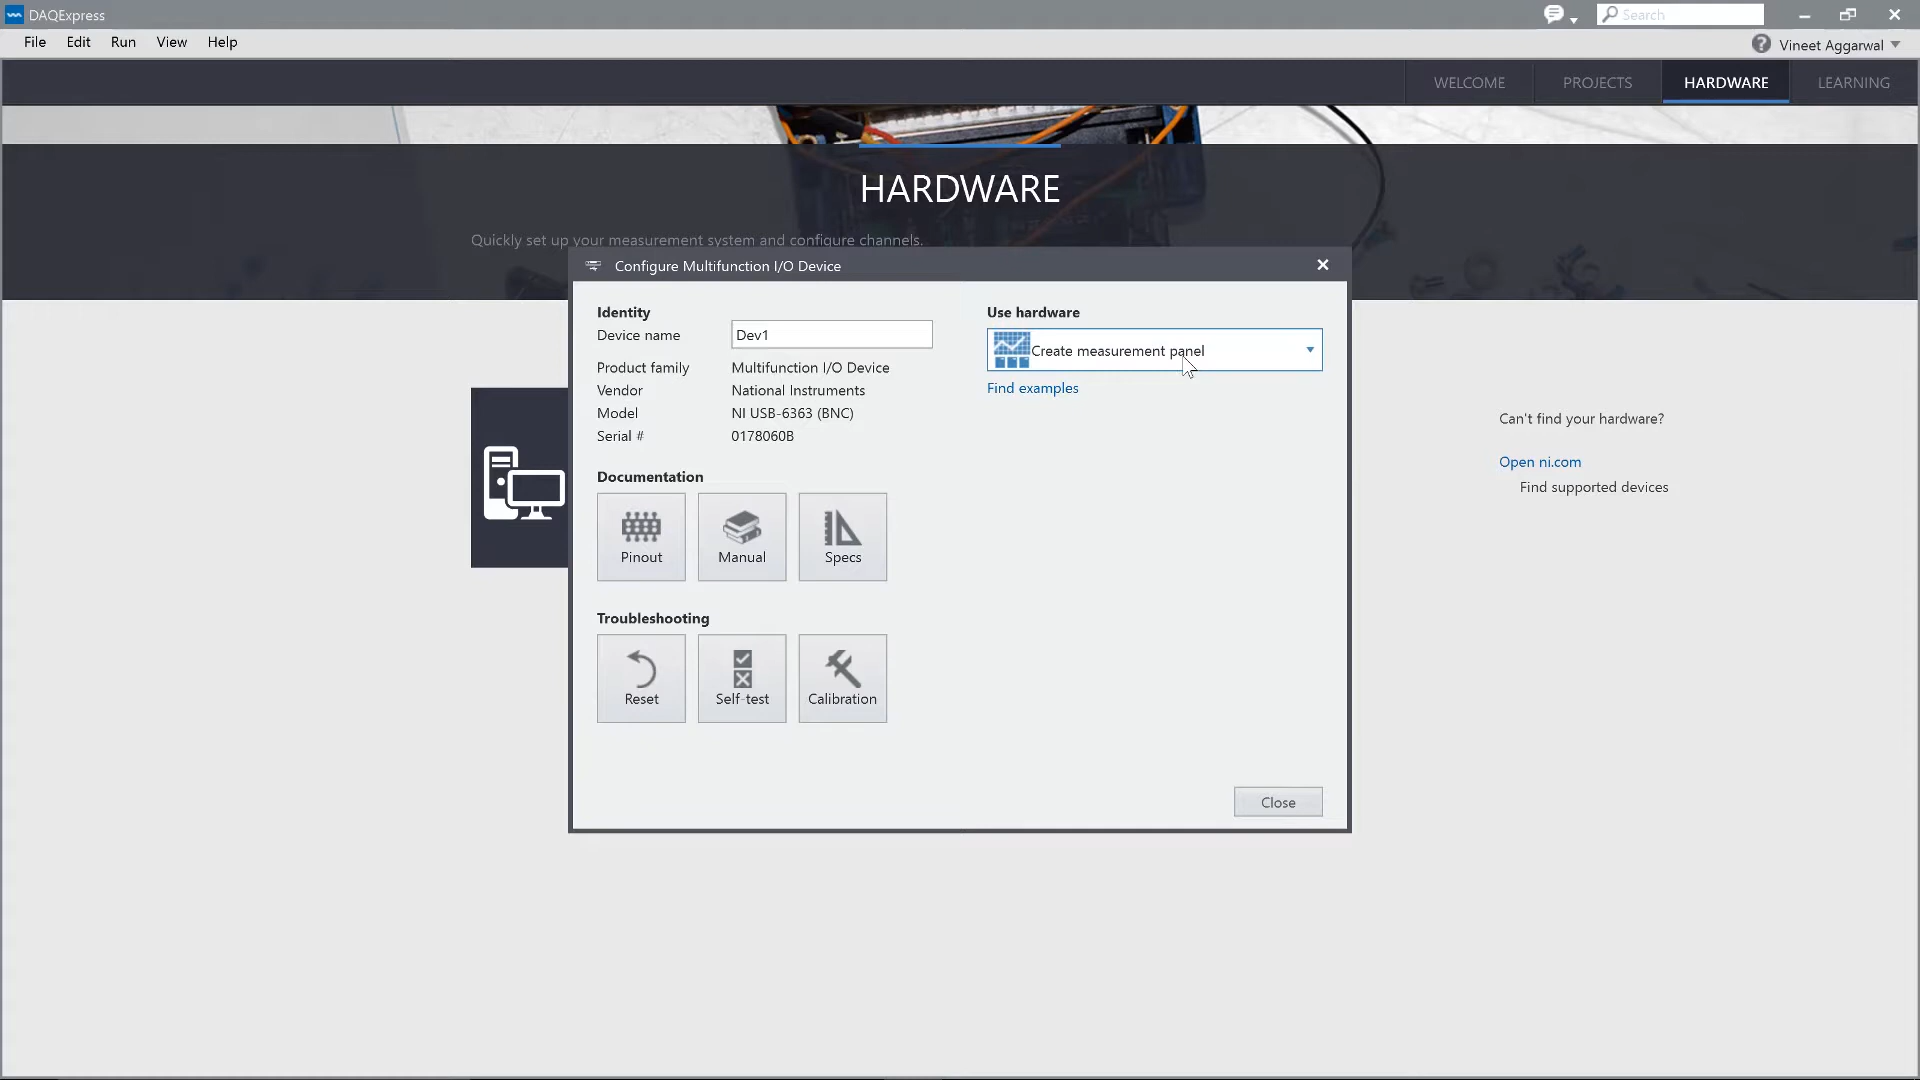 DAQExpress
Search
File Edit Run View Help
Vineet Aggarwal
WELCOME PROJECTS HARDWARE LEARNING
HARDWARE
Quickly set up your measurement system and configure channels.
Configure Multifunction I/O Device
Identity
Device name Dev1
Product family Multifunction I/O Device
Vendor National Instruments
Model NI USB-6363 (BNC)
Serial # 0178060B
Documentation
Pinout Manual Specs
Troubleshooting
Reset Self-test Calibration
Use hardware
Create measurement panel
Find examples
Close
Can't find your hardware?
Open ni.com
Find supported devices